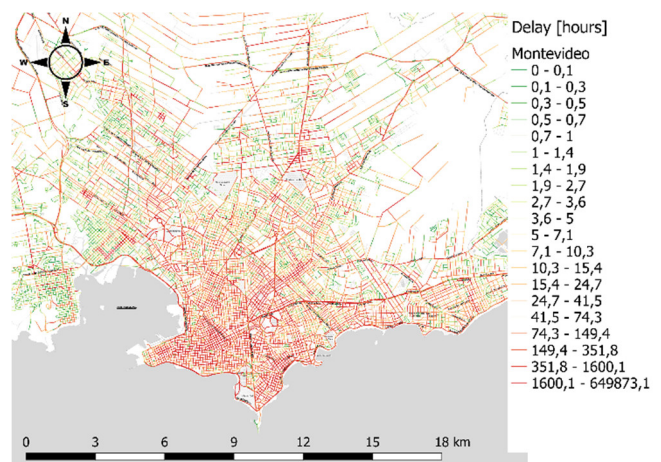 Delay [hours]
Montevideo
0 - 0,1
0,1 - 0,3
0,3 - 0,5
0,5 - 0,7
0,7 - 1
1 - 1,4
1,4 - 1,9
1,9 - 2,7
2,7 - 3,6
3,6 - 5
5 - 7,1
7,1 - 10,3
10,3 - 15,4
15,4 - 24,7
24,7 - 41,5
41,5 - 74,3
74,3 - 149,4
149,4 - 351,8
351,8 - 1600,1
1600,1 - 649873,1
N
W E
S
0 3 6 9 12 15 18 km